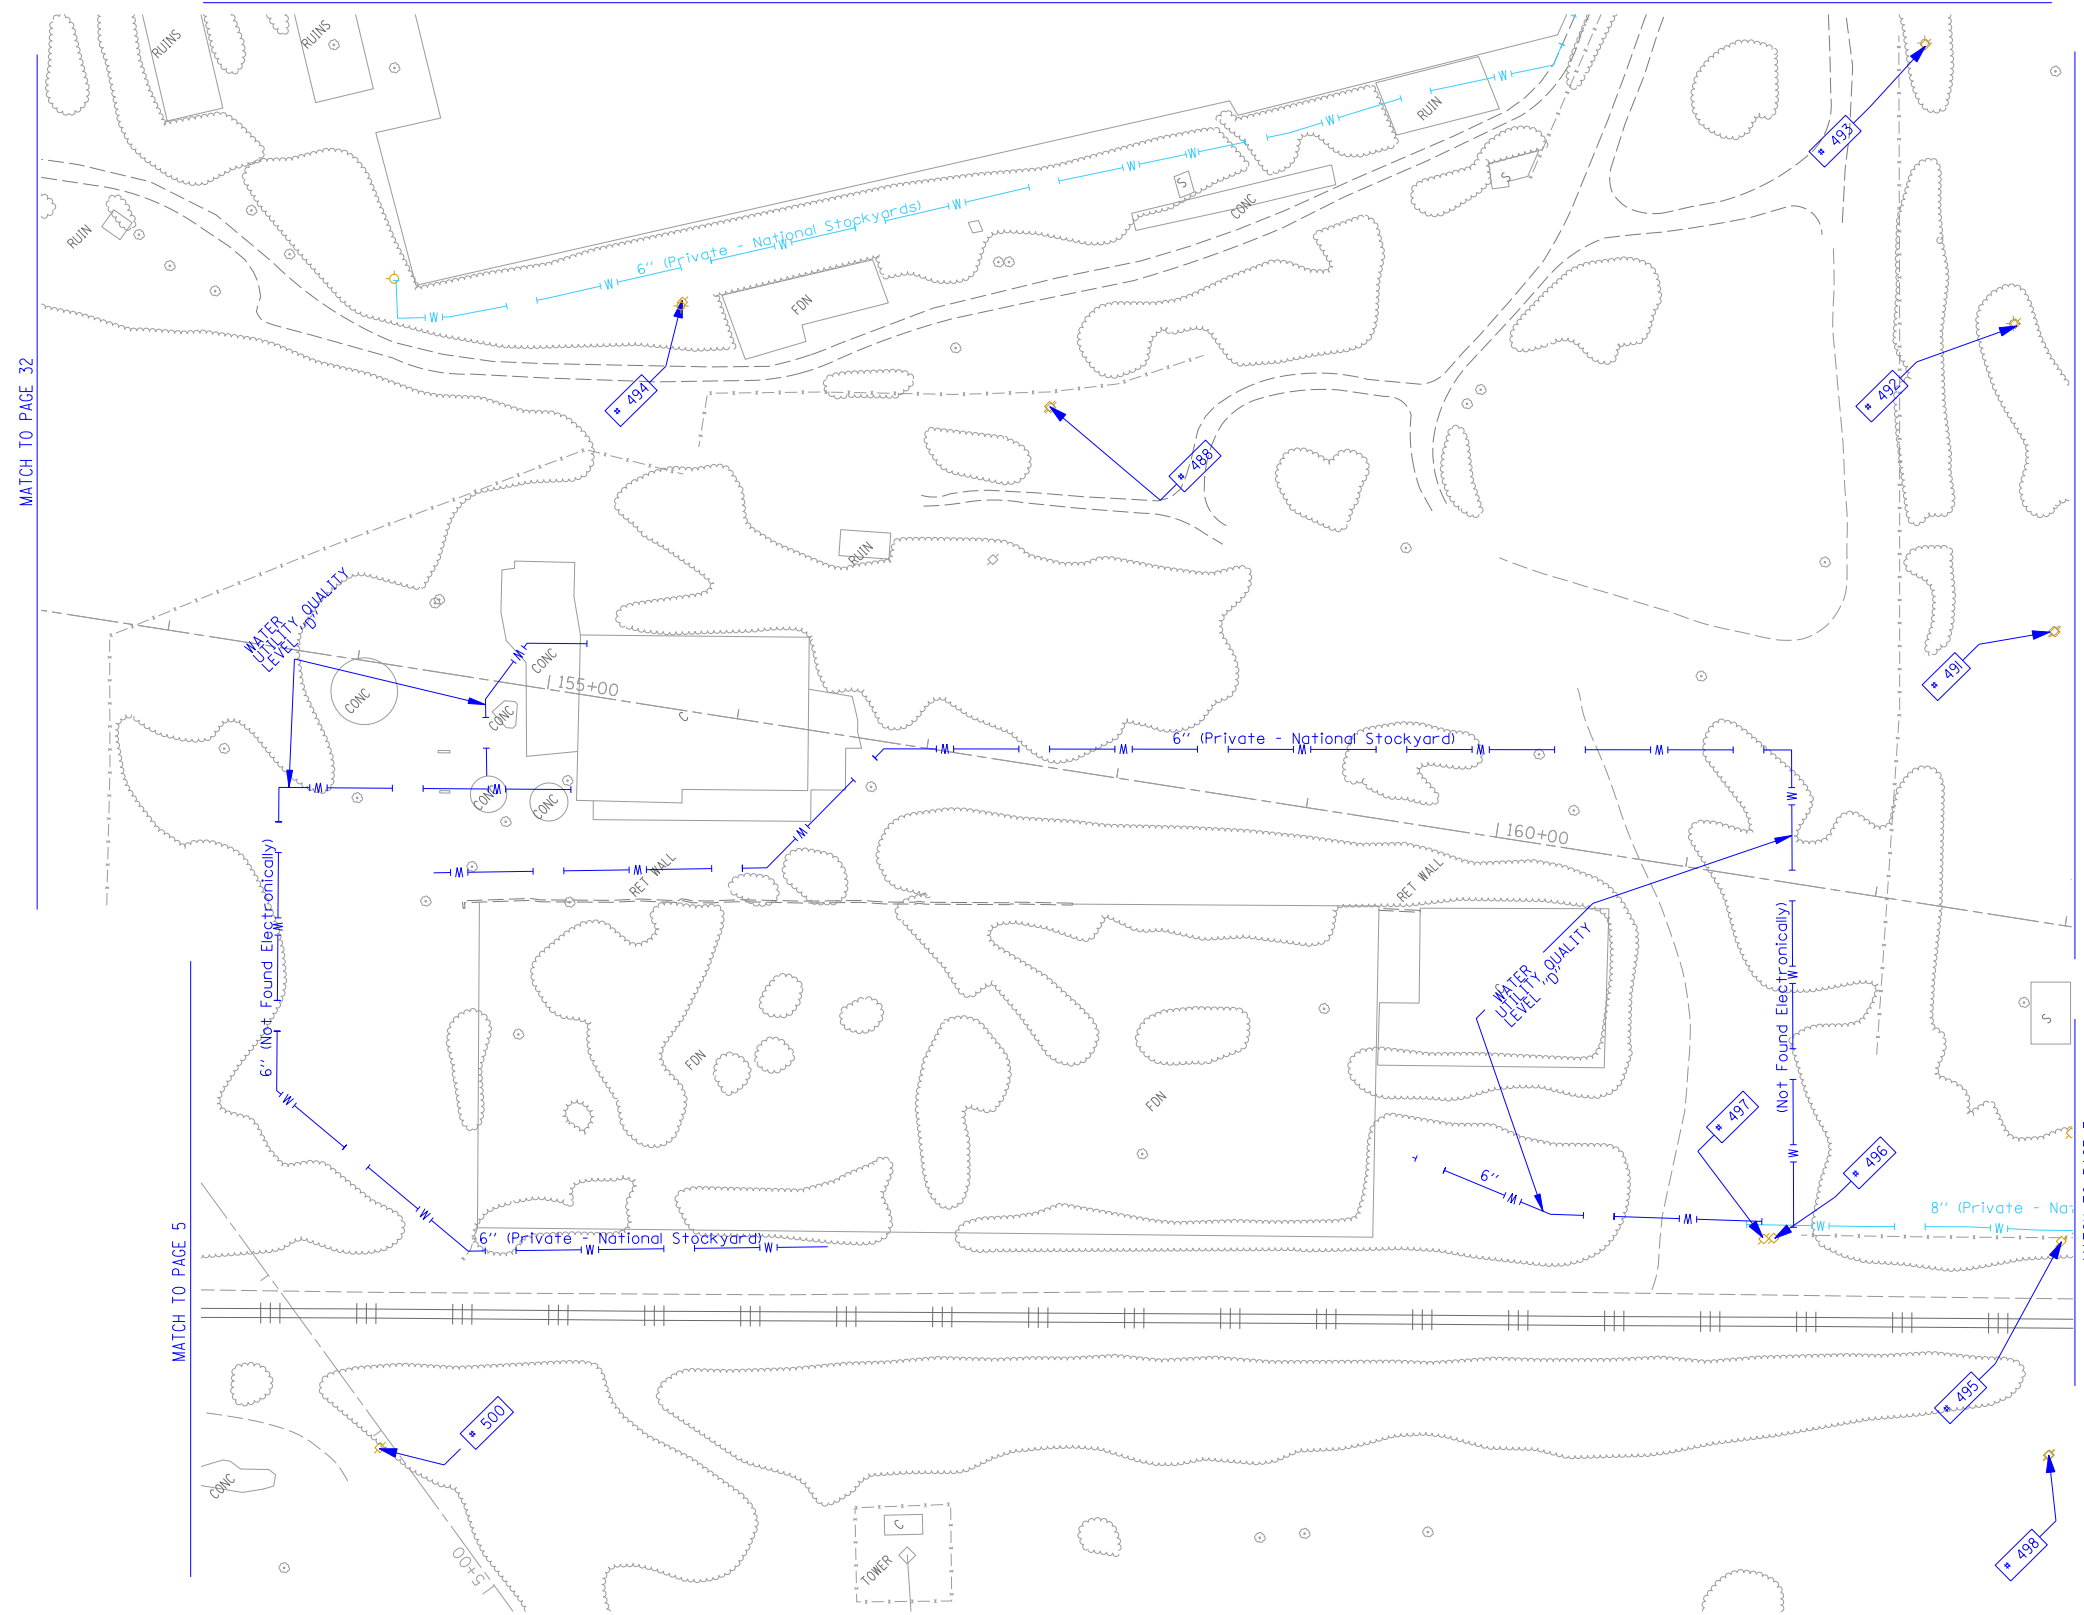 RUINS
RUINS
# 493
RUIN
W
W
W
W
W
W
W
W
W
6'' (Private - National Stockyards)
S
S
CONC
RUIN
FDN
MATCH TO PAGE 32
# 494
# 492
# 488
RUIN
WATER
UTILITY QUALITY
LEVEL "D"
# 491
W
CONC
CONC
CONC
155+00
C
6'' (Private - National Stockyard)
W
W
W
W
W
W
W
CONC
CONC
W
W
W
W
RET WALL
RET WALL
160+00
6'' (Not Found Electronically)
W
WATER
UTILITY QUALITY
LEVEL "D"
(Not Found Electronically)
W
W
S
FDN
FDN
W
# 497
# 496
6''
W
W
W
8'' (Private - Na
W
W
6'' (Private - National Stockyard)
W
W
MATCH TO PAGE 5
# 495
# 500
CONC
C
TOWER
15+00
# 498